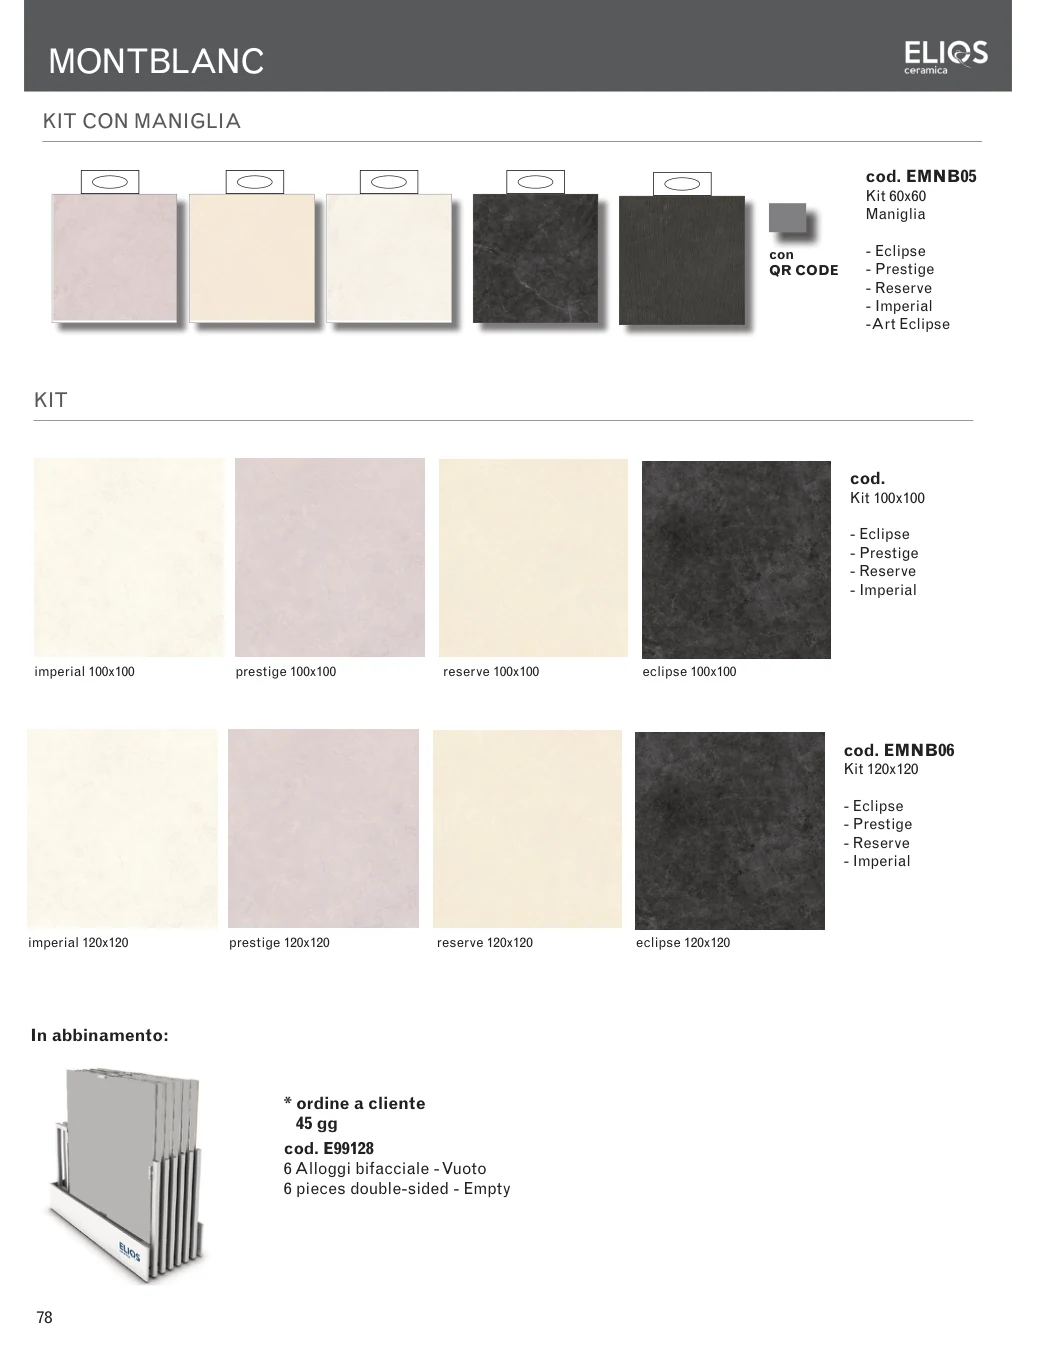 MONTBLANC
ELIOS
ceramica
KIT CON MANIGLIA
con
QR CODE
cod. EMNB05
Kit 60x60
Maniglia
- Eclipse
- Prestige
- Reserve
- Imperial
-Art Eclipse
KIT
imperial 100x100
prestige 100x100
reserve 100x100
eclipse 100x100
cod.
Kit 100x100
- Eclipse
- Prestige
- Reserve
- Imperial
imperial 120x120
prestige 120x120
reserve 120x120
eclipse 120x120
cod. EMNB06
Kit 120x120
- Eclipse
- Prestige
- Reserve
- Imperial
In abbinamento:
ELIOS
* ordine a cliente
45 gg
cod. E99128
6 Alloggi bifacciale - Vuoto
6 pieces double-sided - Empty
78